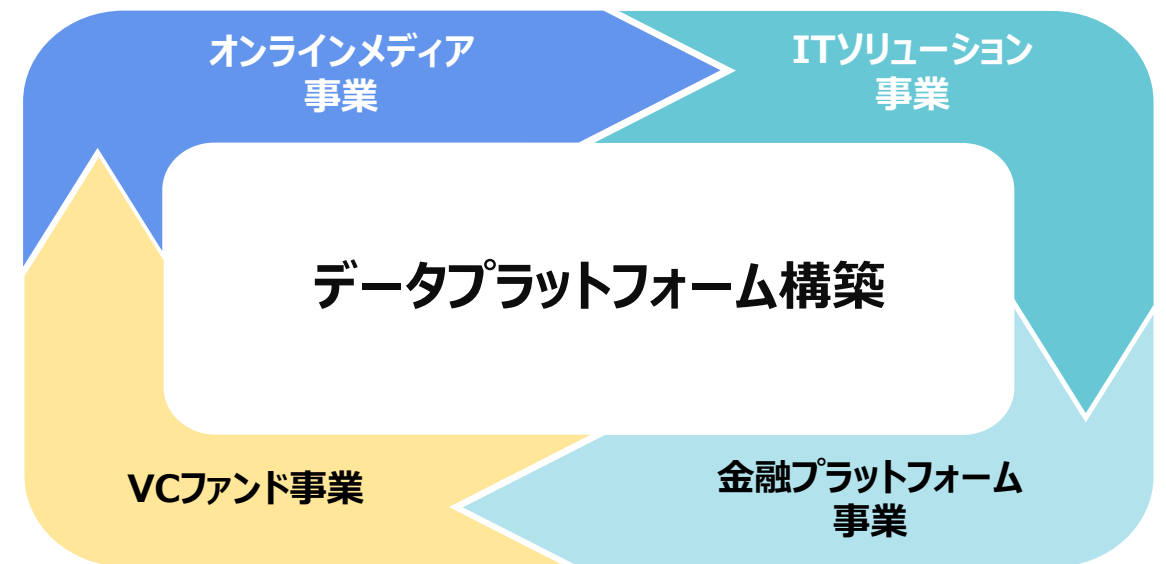 オンラインメディア
事業
ITソリューション
事業
データプラットフォーム構築
VCファンド事業
金融プラットフォーム
事業